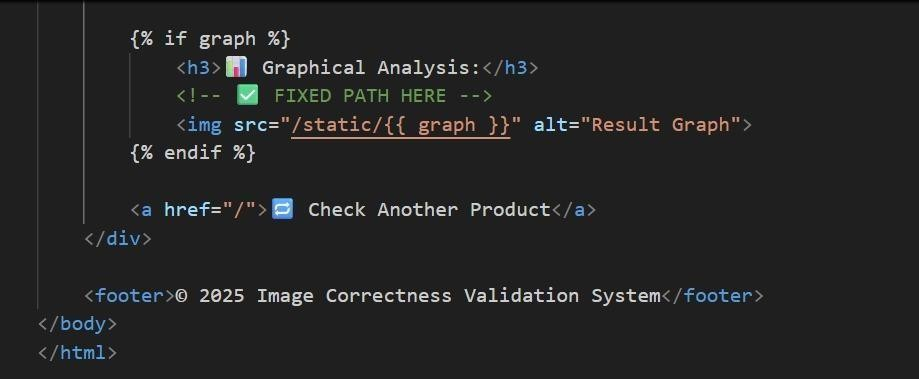 {% if graph %}
<h3>📊 Graphical Analysis:</h3>
<!-- ✅ FIXED PATH HERE -->
<img src="/static/{{ graph }}" alt="Result Graph">
{% endif %}
<a href="/">🔁 Check Another Product</a>
</div>
<footer>© 2025 Image Correctness Validation System</footer>
</body>
</html>